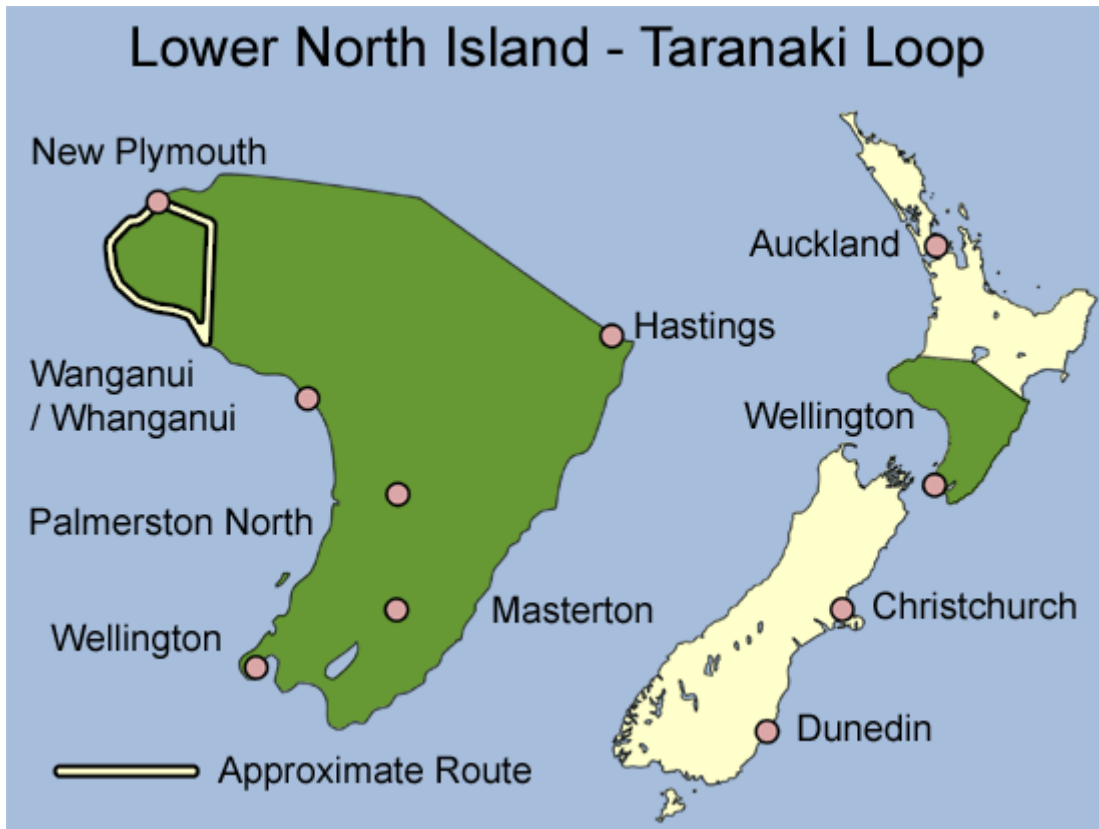 Lower North Island - Taranaki Loop
New Plymouth
Auckland
Hastings
Wanganui
/ Whanganui
Wellington
Palmerston North
Masterton
Christchurch
Wellington
Dunedin
Approximate Route